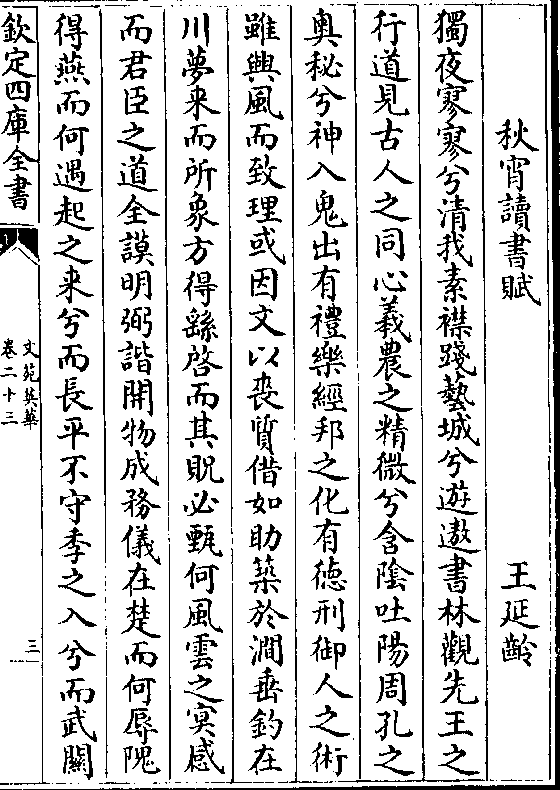 秋宵讀書賦 王延齡
獨夜寥寥兮清我素襟踐藝城兮遊遨書林觀先王之
行道見古人之同心義農之精微兮含陰吐陽周孔之
奥秘兮神入鬼出有禮樂經邦之化有徳刑御人之術
雖興風而致理或因文以丧質借如助築於澗垂釣在
川夢来而所象方得繇啓而其貺必甄何風雲之冥感
而君臣之道全謨明弼諧開物成務儀在楚而何辱隗
得燕而何遇起之来兮而長平不守季之入兮而武關
欽定四庫全書
文苑英華
卷二十三
三